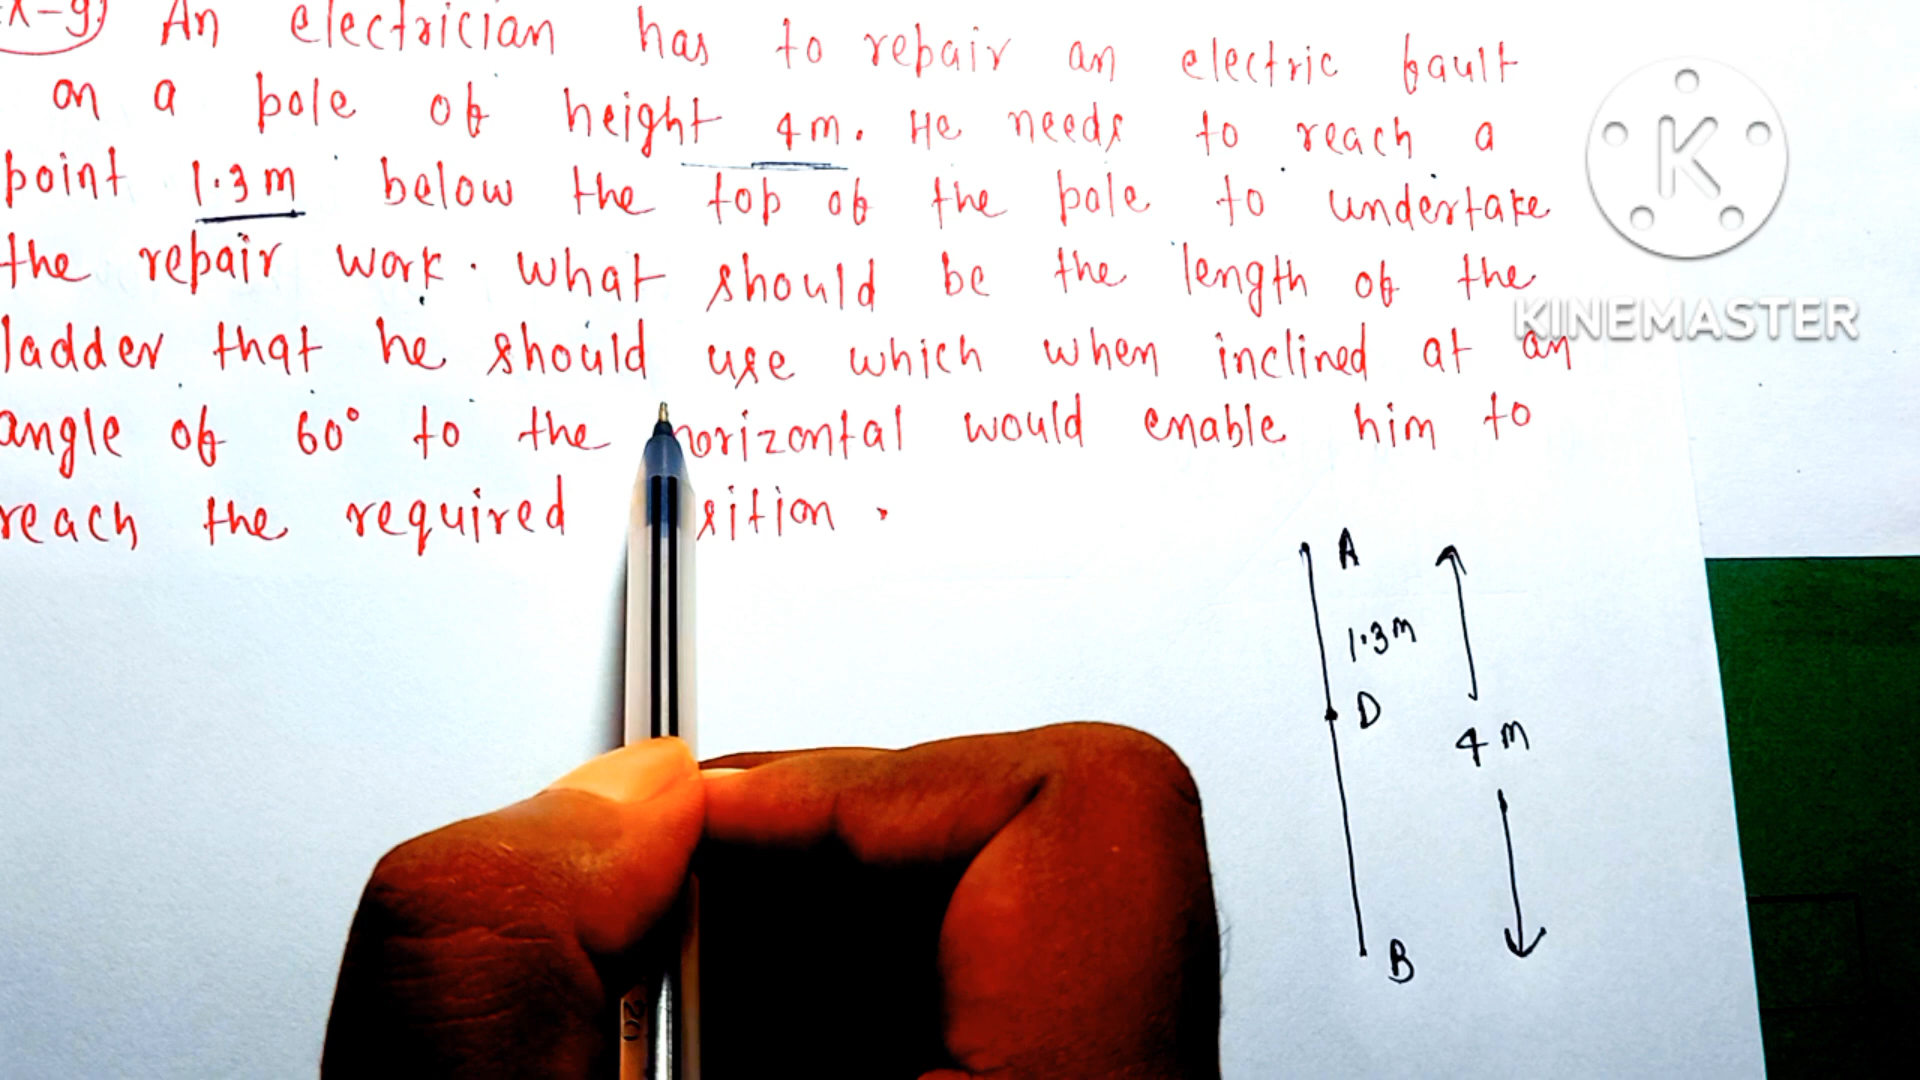 An electrician has to repair an electric fault
on a pole of height 4m. He needs to reach a
point 1.3m below the top of the pole to undertake
the repair work. What should be the length of the
ladder that he should use which when inclined at an
angle of 60° to the horizontal would enable him to
reach the required sition.
K
KINEMASTER
A
1.3m
D
4 m
B
20